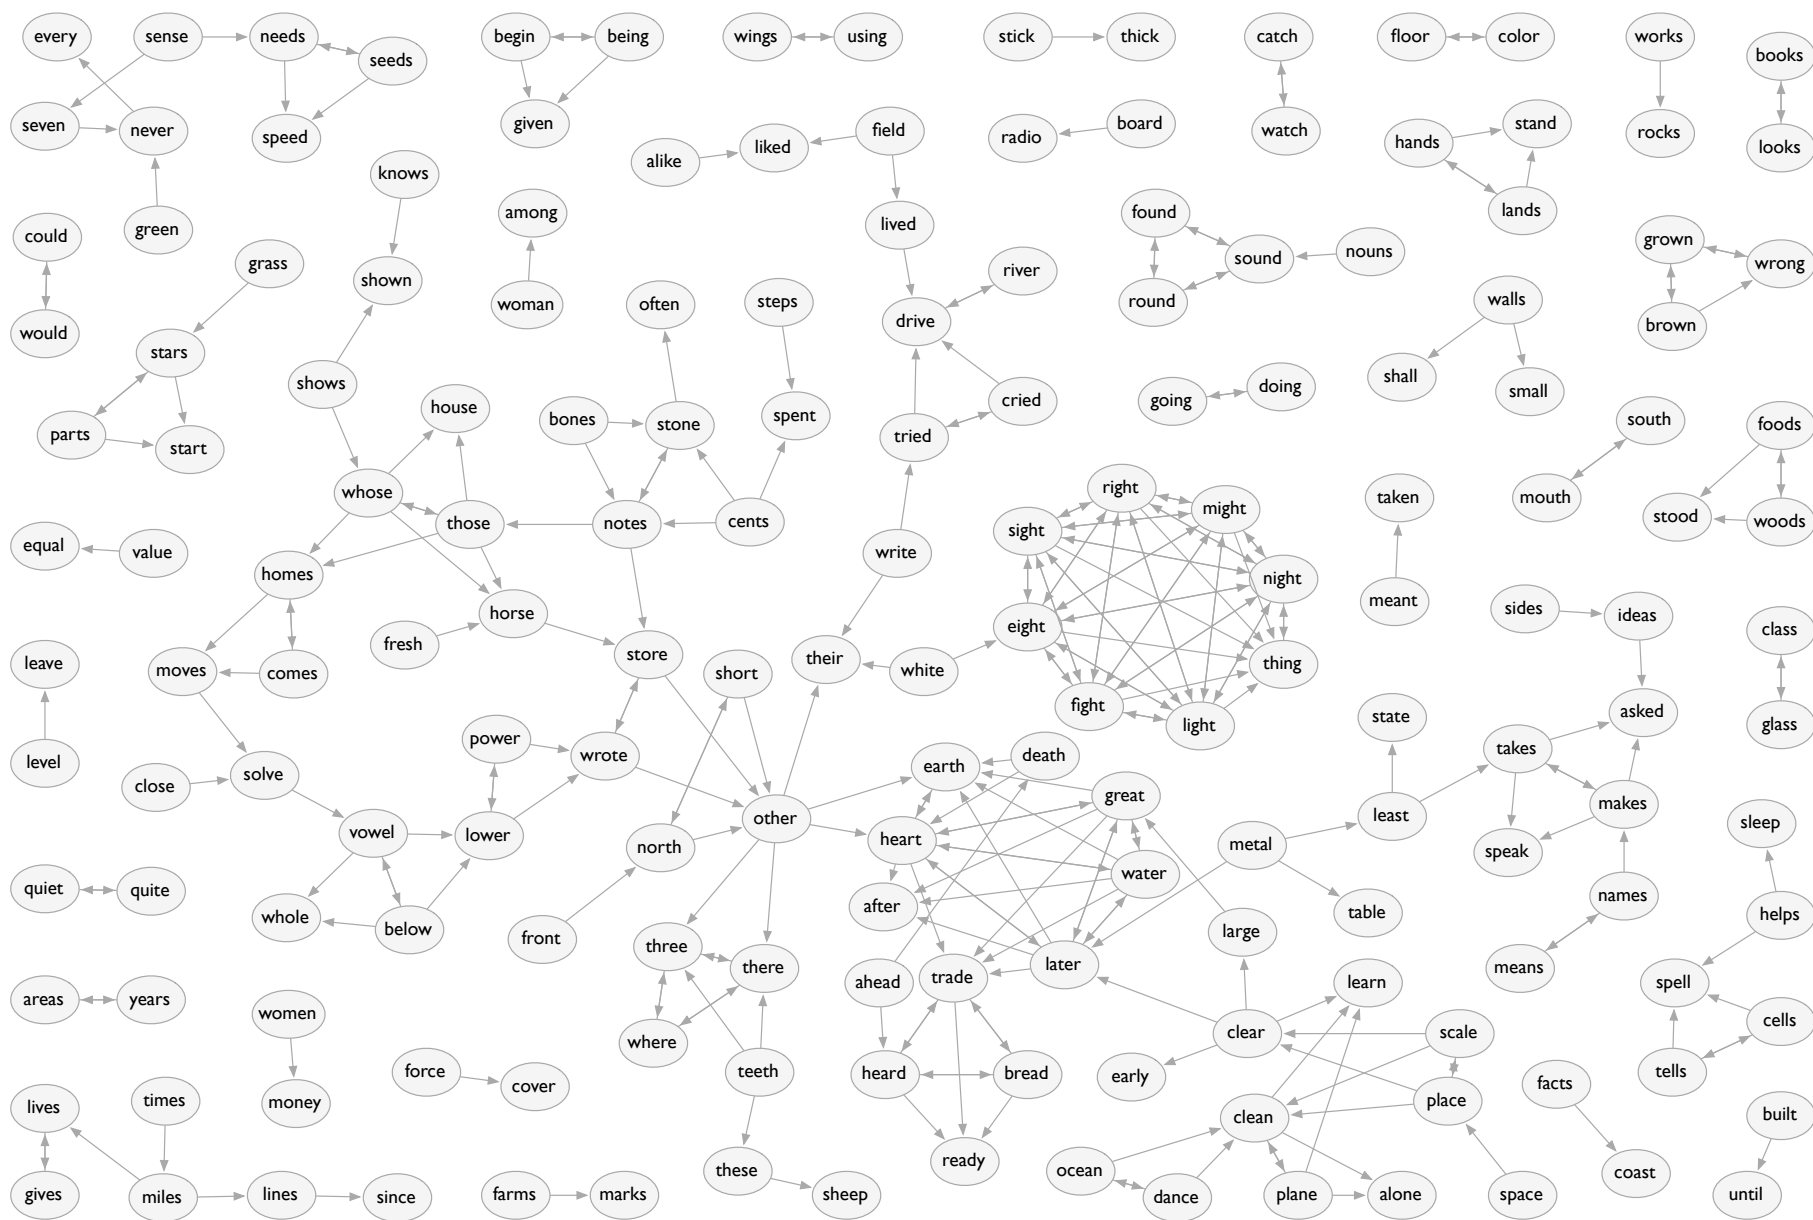 every
sense
needs
begin
being
wings
using
stick
thick
catch
floor
color
works
books
seeds
seven
never
speed
given
alike
liked
field
radio
board
watch
hands
stand
rocks
looks
knows
could
green
grass
among
lived
found
nouns
lands
grown
shown
sound
wrong
would
stars
woman
often
steps
river
round
walls
brown
drive
shows
parts
start
house
bones
stone
spent
tried
cried
going
doing
shall
small
south
foods
whose
those
notes
cents
right
might
sight
taken
mouth
stood
woods
equal
value
homes
write
night
meant
sides
ideas
class
leave
moves
comes
fresh
horse
store
short
their
white
eight
thing
fight
light
state
asked
glass
level
close
solve
power
wrote
earth
death
takes
great
makes
vowel
lower
other
north
heart
metal
least
speak
sleep
quiet
quite
whole
below
front
after
water
table
names
helps
three
there
ahead
trade
later
large
learn
means
spell
areas
years
women
where
clear
scale
cells
force
cover
teeth
heard
bread
early
place
facts
tells
lives
times
money
clean
built
gives
miles
lines
since
farms
marks
these
sheep
ready
ocean
dance
plane
alone
space
coast
until